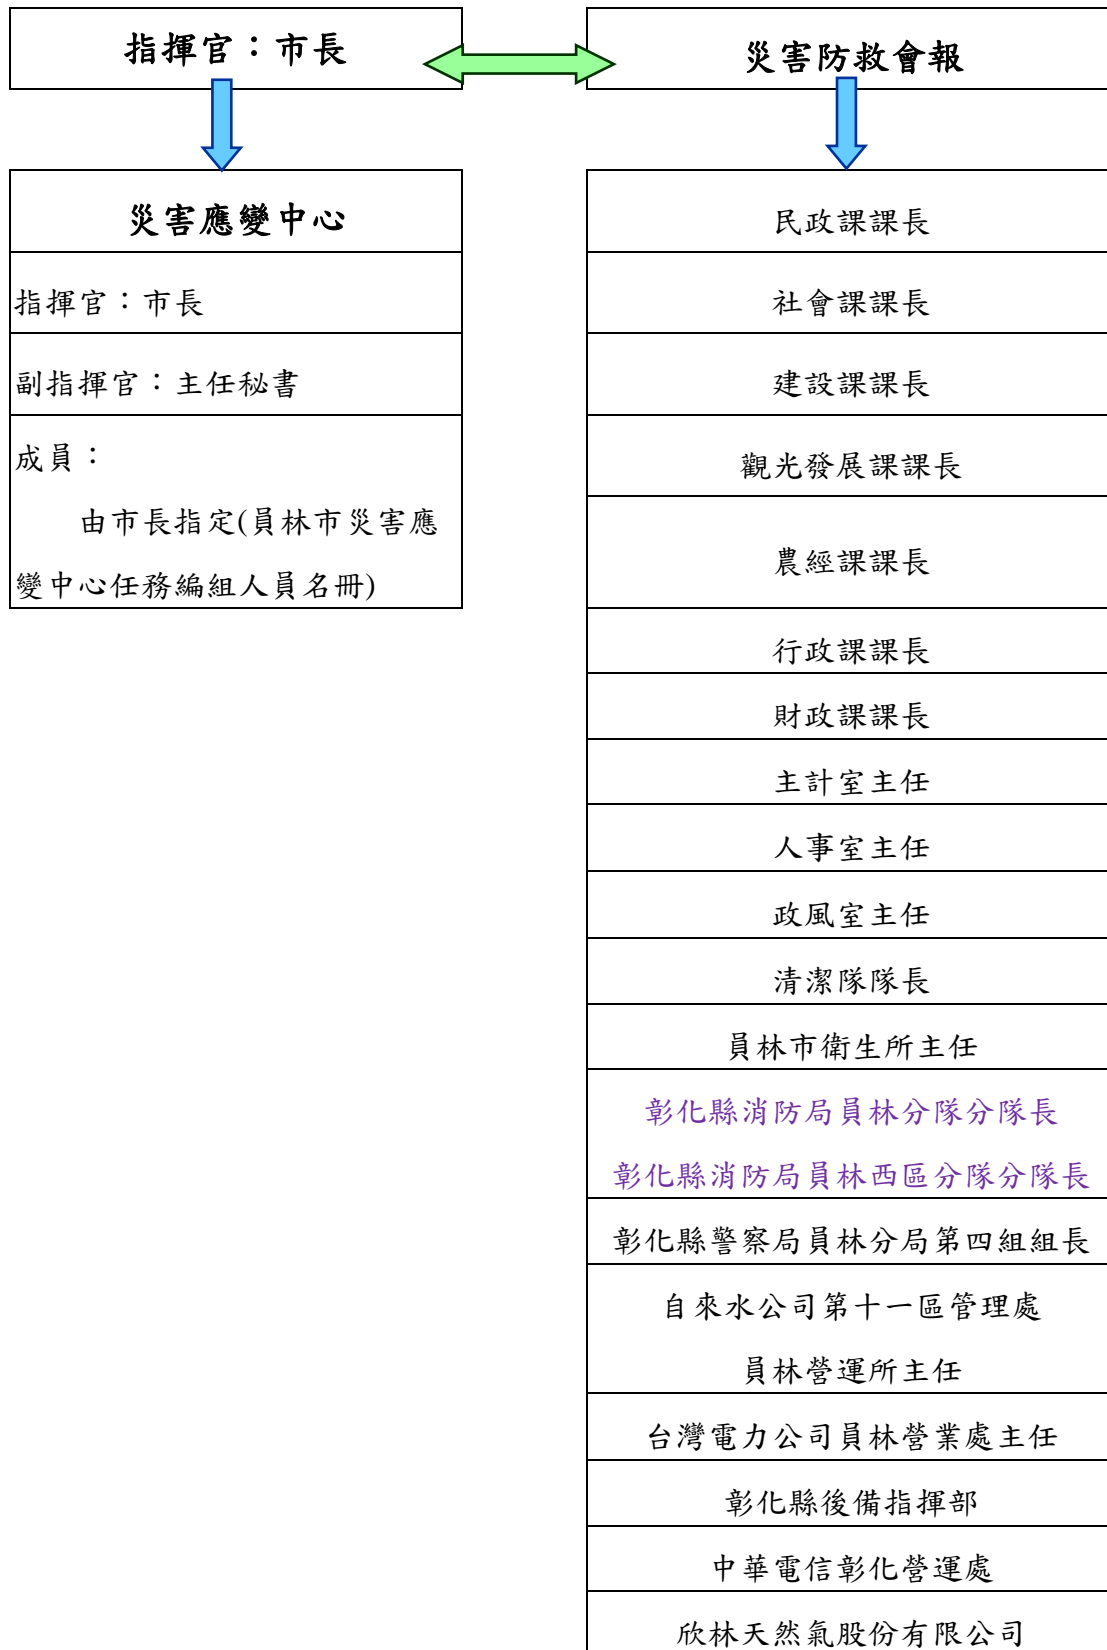 指揮官：市長
災害防救會報
災害應變中心
指揮官：市長
副指揮官：主任秘書
成員：
由市長指定(員林市災害應
變中心任務編組人員名冊)
民政課課長
社會課課長
建設課課長
觀光發展課課長
農經課課長
行政課課長
財政課課長
主計室主任
人事室主任
政風室主任
清潔隊隊長
員林市衛生所主任
彰化縣消防局員林分隊分隊長
彰化縣消防局員林西區分隊分隊長
彰化縣警察局員林分局第四組組長
自來水公司第十一區管理處
員林營運所主任
台灣電力公司員林營業處主任
彰化縣後備指揮部
中華電信彰化營運處
欣林天然氣股份有限公司